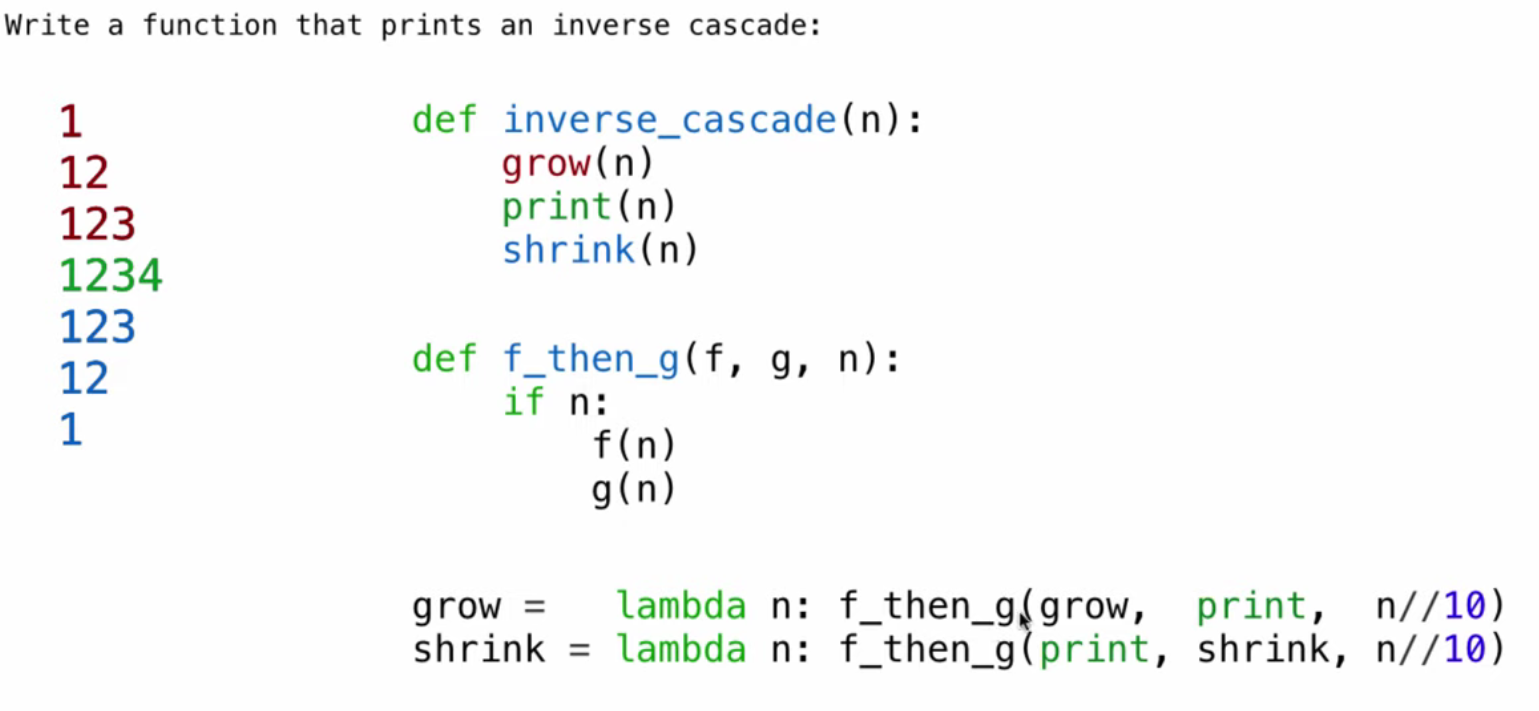 Write a function that prints an inverse cascade:
1
12
123
1234
123
12
1
def inverse_cascade(n):
    grow(n)
    print(n)
    shrink(n)
def f_then_g(f, g, n):
    if n:
        f(n)
        g(n)
grow =   lambda n: f_then_g(grow,  print,  n//10)
shrink = lambda n: f_then_g(print, shrink, n//10)